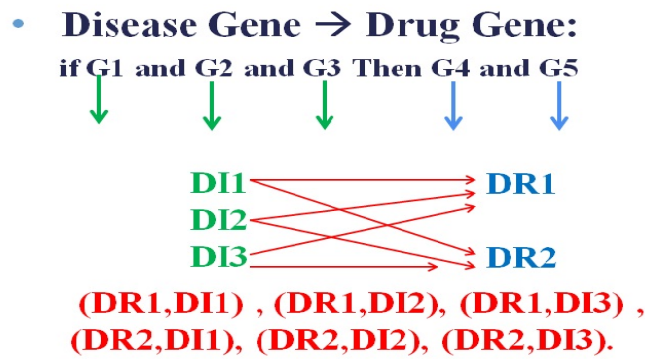 • Disease Gene → Drug Gene:
if G1 and G2 and G3 Then G4 and G5
DI1 DR1
DI2
DI3 DR2
(DR1,DI1) , (DR1,DI2), (DR1,DI3) ,
(DR2,DI1), (DR2,DI2), (DR2,DI3).